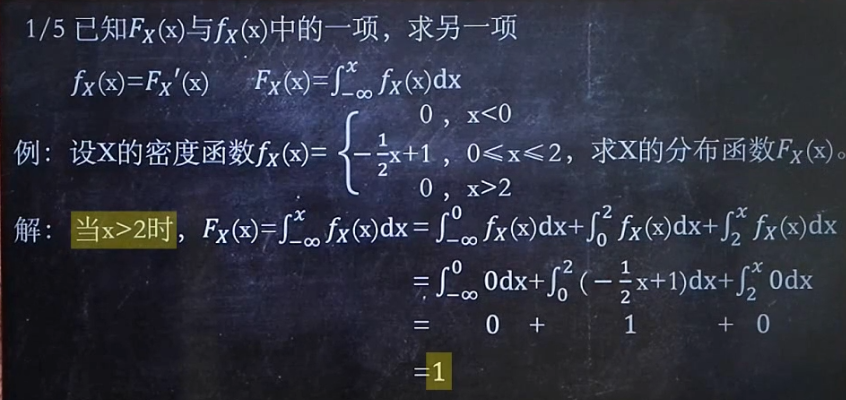 1/5 已知F_X(x)与f_X(x)中的一项，求另一项
f_X(x)=F_X'(x)  F_X(x)=∫_{-∞}^{x} f_X(x)dx
例：设X的密度函数f_X(x)={0，x<0；-1/2x+1，0⩽x⩽2；0，x>2，求X的分布函数F_X(x)。
解：当x>2时，F_X(x)=∫_{-∞}^{x} f_X(x)dx=∫_{-∞}^{0} f_X(x)dx+∫_{0}^{2} f_X(x)dx+∫_{2}^{x} f_X(x)dx
=∫_{-∞}^{0} 0dx+∫_{0}^{2}(-1/2x+1)dx+∫_{2}^{x} 0dx
= 0 + 1 + 0
=1